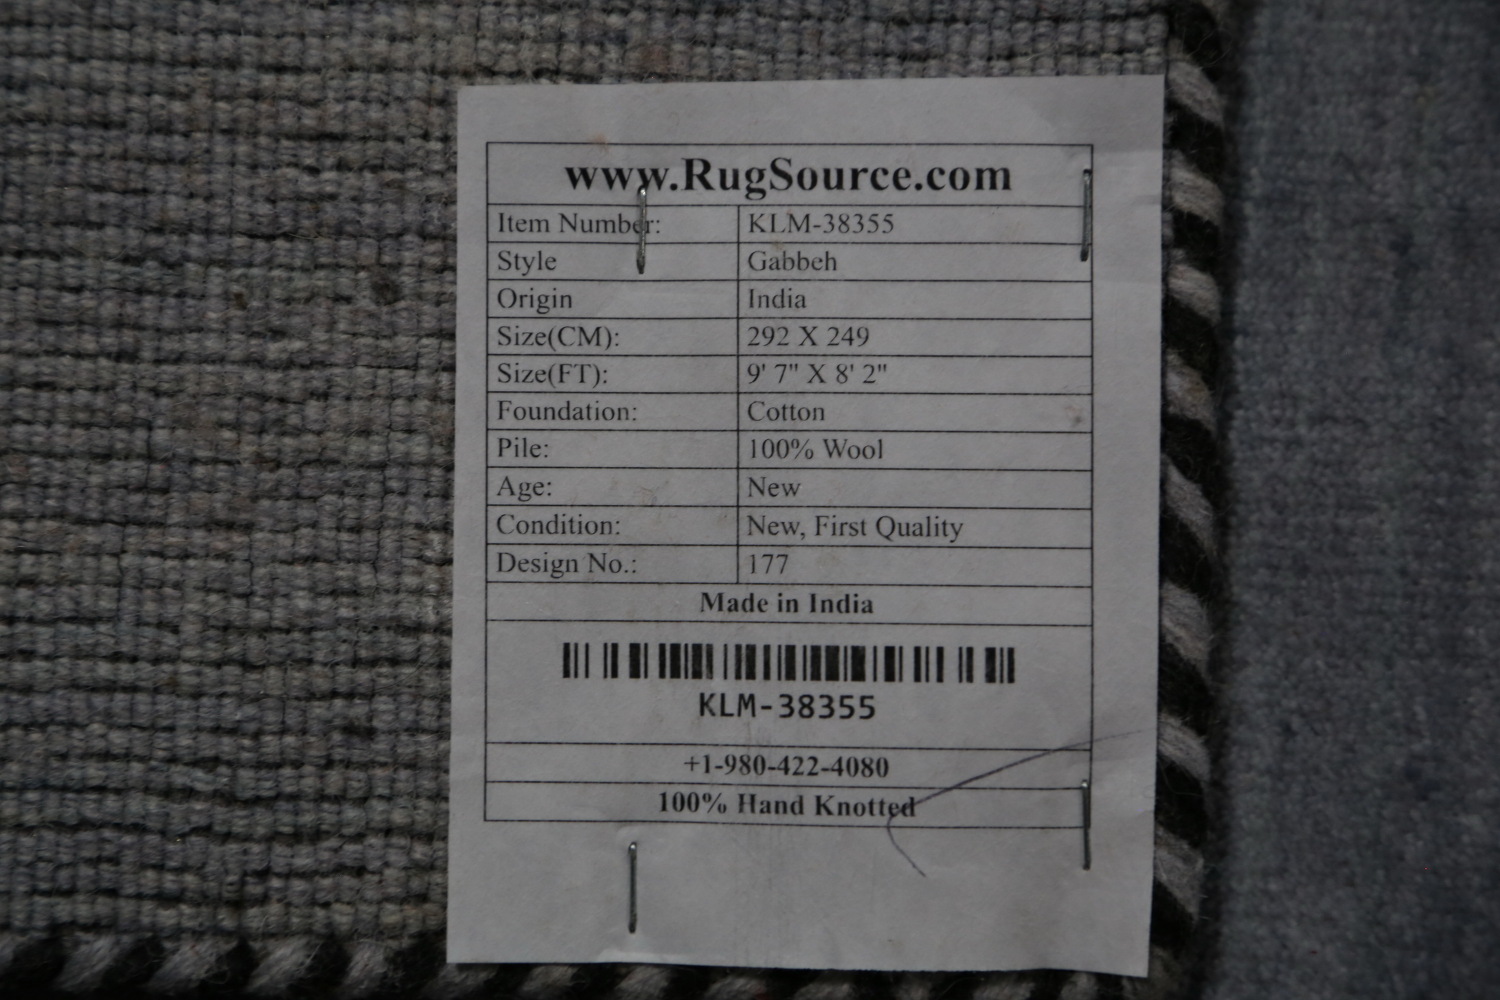 www.RugSource.com
Item Number: KLM-38355
Style Gabbeh
Origin India
Size(CM): 292 X 249
Size(FT): 9' 7" X 8' 2"
Foundation: Cotton
Pile: 100% Wool
Age: New
Condition: New, First Quality
Design No.: 177
Made in India
KLM-38355
+1-980-422-4080
100% Hand Knotted